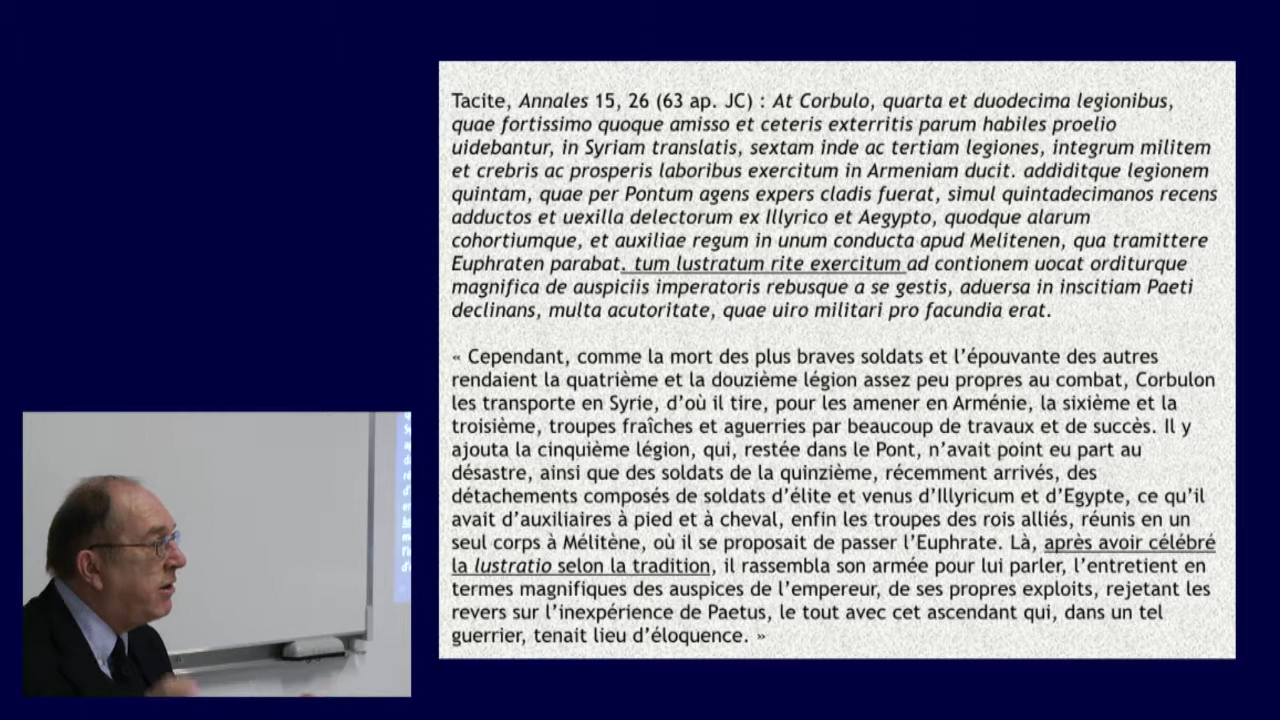 Tacite, Annales 15, 26 (63 ap. JC) : At Corbulo, quarta et duodecima legionibus,
quae fortissimo quoque amisso et ceteris exterritis parum habiles proelio
uidebantur, in Syriam translatis, sextam inde ac tertiam legiones, integrum militem
et crebris ac prosperis laboribus exercitum in Armeniam ducit. addiditque legionem
quintam, quae per Pontum agens expers cladis fuerat, simul quintadecimanos recens
adductos et uexilla delectorum ex Illyrico et Aegypto, quodque alarum
cohortiumque, et auxiliae regum in unum conducta apud Melitenen, qua tramittere
Euphraten parabat. tum lustratum rite exercitum ad contionem uocat orditurque
magnifica de auspiciis imperatoris rebusque a se gestis, aduersa in inscitiam Paeti
declinans, multa acutoritate, quae uiro militari pro facundia erat.
« Cependant, comme la mort des plus braves soldats et l’épouvante des autres
rendaient la quatrième et la douzième légion assez peu propres au combat, Corbulon
les transporte en Syrie, d’où il tire, pour les amener en Arménie, la sixième et la
troisième, troupes fraîches et aguerries par beaucoup de travaux et de succès. Il y
ajouta la cinquième légion, qui, restée dans le Pont, n’avait point eu part au
désastre, ainsi que des soldats de la quinzième, récemment arrivés, des
détachements composés de soldats d’élite et venus d’Illyricum et d’Egypte, ce qu’il
avait d’auxiliaires à pied et à cheval, enfin les troupes des rois alliés, réunis en un
seul corps à Mélitène, où il se proposait de passer l’Euphrate. Là, après avoir célébré
la lustratio selon la tradition, il rassembla son armée pour lui parler, l’entretient en
termes magnifiques des auspices de l’empereur, de ses propres exploits, rejetant les
revers sur l’inexpérience de Paetus, le tout avec cet ascendant qui, dans un tel
guerrier, tenait lieu d’éloquence. »